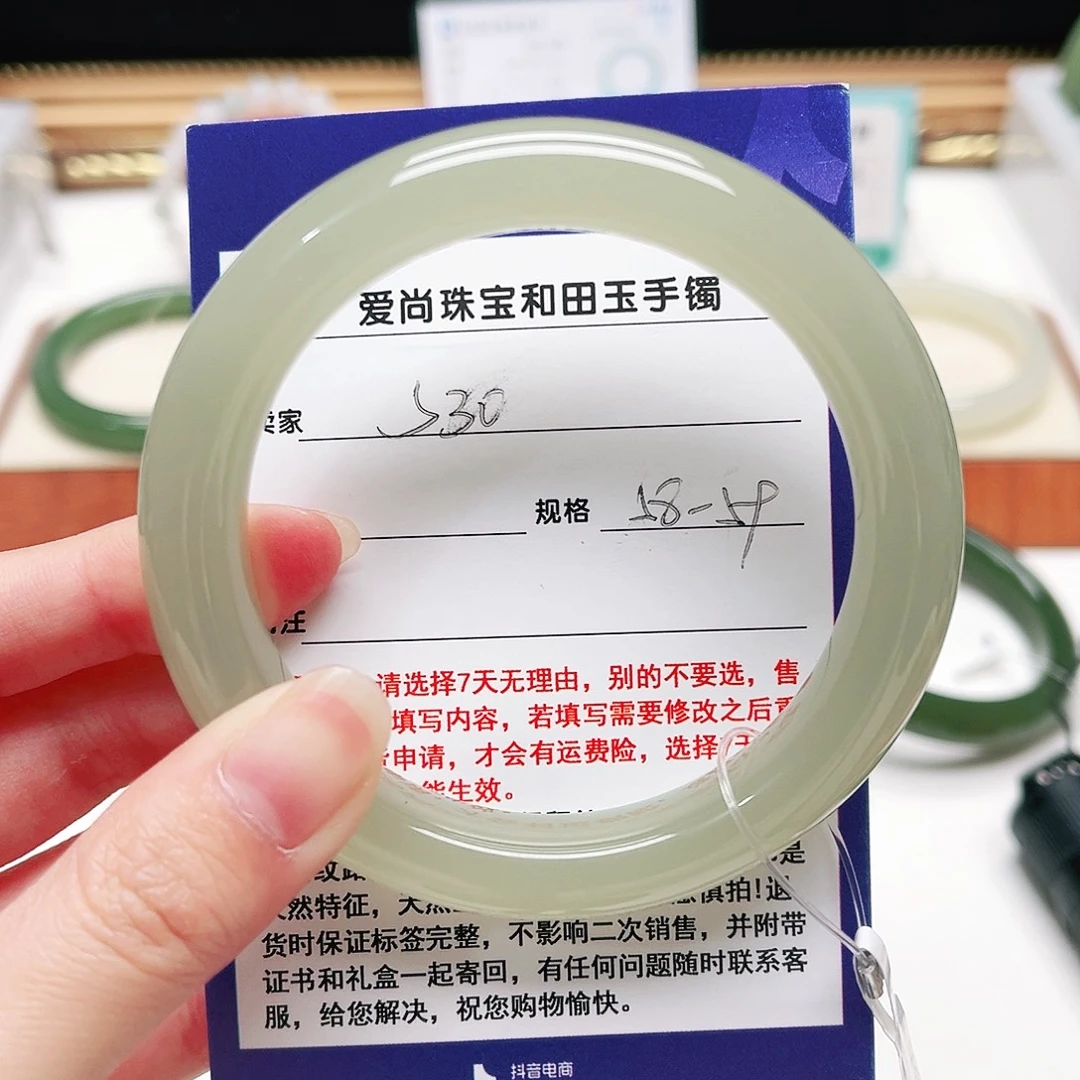 爱尚珠宝和田玉手镯
卖家 530
规格 58-59
注
请选择7天无理由，别的不要选，售
填写内容，若填写需要修改之后重
申请，才会有运费险，选择
能生效。
是
然特征，天然 慎拍！退
货时保证标签完整，不影响二次销售，并附带
证书和礼盒一起寄回，有任何问题随时联系客
服，给您解决，祝您购物愉快。
抖音电商